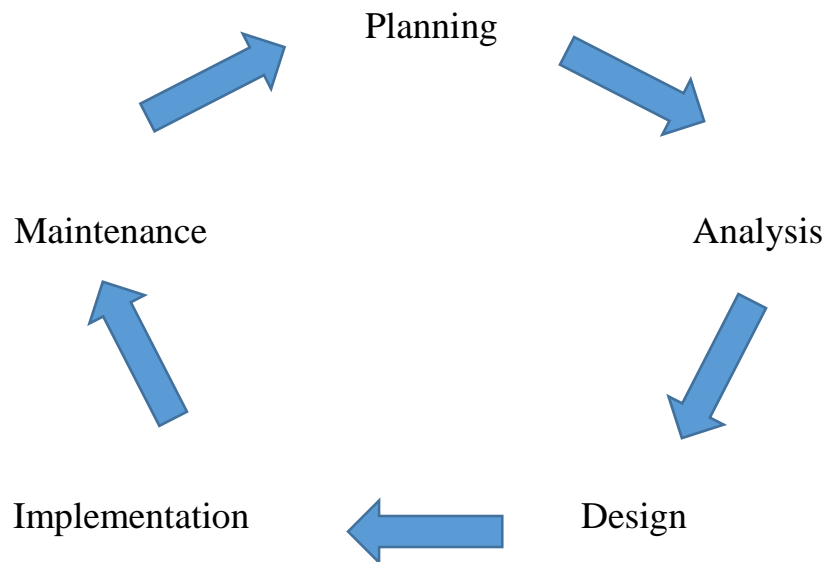 Planning
Maintenance
Analysis
Implementation
Design